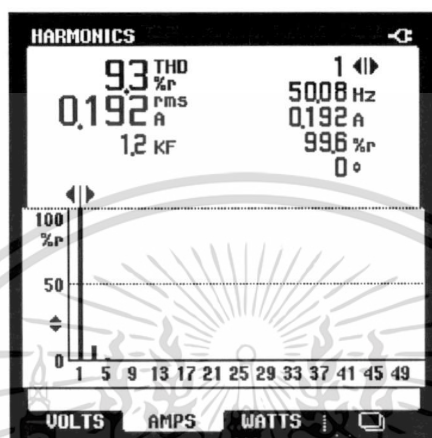 HARMONICS
9.3 THD %r
0.192 rms A
1.2 KF
1
50.08 Hz
0.192 A
99.6 %r
0 °
100
%r
50
0
1 5 9 13 17 21 25 29 33 37 41 45 49
VOLTS AMPS WATTS